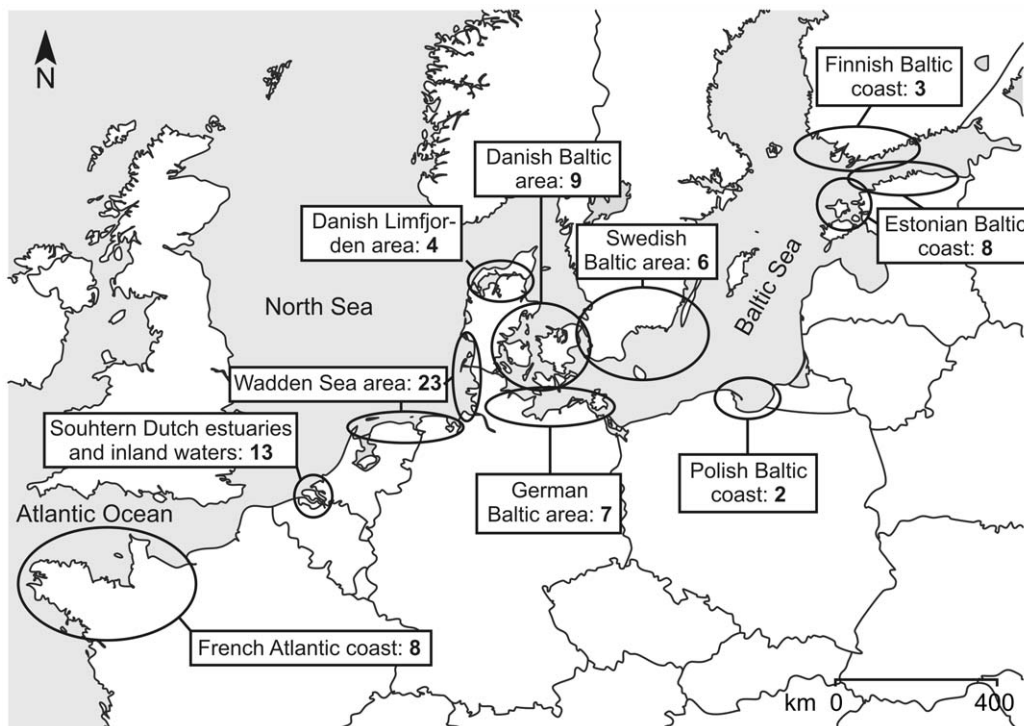 N
Finnish Baltic
coast: 3
Danish Baltic
area: 9
Danish Limfjor-
den area: 4
Swedish
Baltic area: 6
Estonian Baltic
coast: 8
North Sea
Baltic Sea
Wadden Sea area: 23
Souhtern Dutch estuaries
and inland waters: 13
German
Baltic area: 7
Polish Baltic
coast: 2
Atlantic Ocean
French Atlantic coast: 8
km 0 400